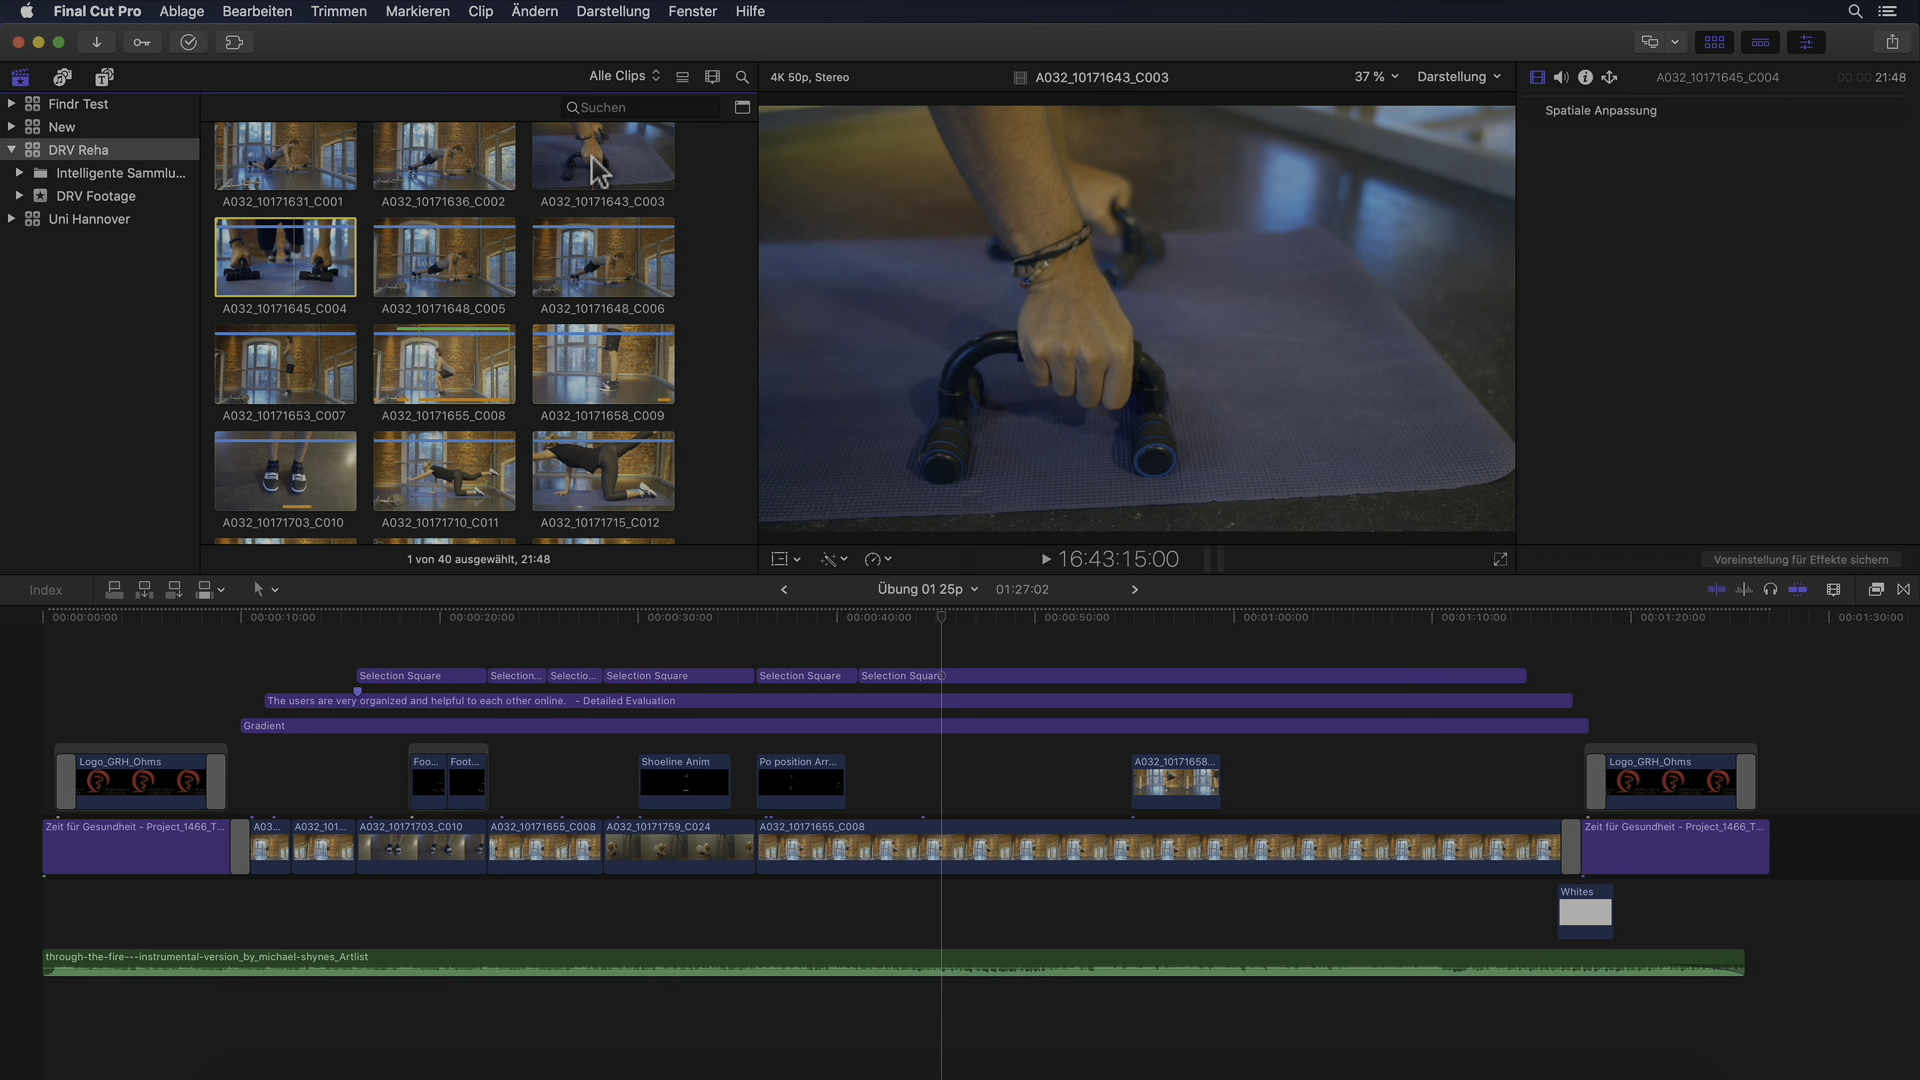 Final Cut Pro Ablage Bearbeiten Trimmen Markieren Clip Ändern Darstellung Fenster Hilfe
Alle Clips
4K 50p, Stereo
A032_10171643_C003
37 %
Darstellung
A032_10171645_C004
00:00:21:48
Findr Test
New
DRV Reha
Intelligente Sammlu...
DRV Footage
Uni Hannover
Suchen
Spatiale Anpassung
A032_10171631_C001
A032_10171636_C002
A032_10171643_C003
A032_10171645_C004
A032_10171648_C005
A032_10171648_C006
A032_10171653_C007
A032_10171655_C008
A032_10171658_C009
A032_10171703_C010
A032_10171710_C011
A032_10171715_C012
1 von 40 ausgewählt, 21:48
16:43:15:00
Voreinstellung für Effekte sichern
Index
Übung 01 25p
01:27:02
00:00:00:00
00:00:10:00
00:00:20:00
00:00:30:00
00:00:40:00
00:00:50:00
00:01:00:00
00:01:10:00
00:01:20:00
00:01:30:00
Selection Square
Selection...
Selectio...
Selection Square
Selection Square
Selection Square
The users are very organized and helpful to each other online. - Detailed Evaluation
Gradient
Logo_GRH_Ohms
Foo...
Foot...
Shoeline Anim
Po position Arr...
A032_10171658...
Logo_GRH_Ohms
Zeit für Gesundheit - Project_1466_T...
A03...
A032_101...
A032_10171703_C010
A032_10171655_C008
A032_10171759_C024
A032_10171655_C008
Zeit für Gesundheit - Project_1466_T...
Whites
through-the-fire---instrumental-version_by_michael-shynes_Artlist